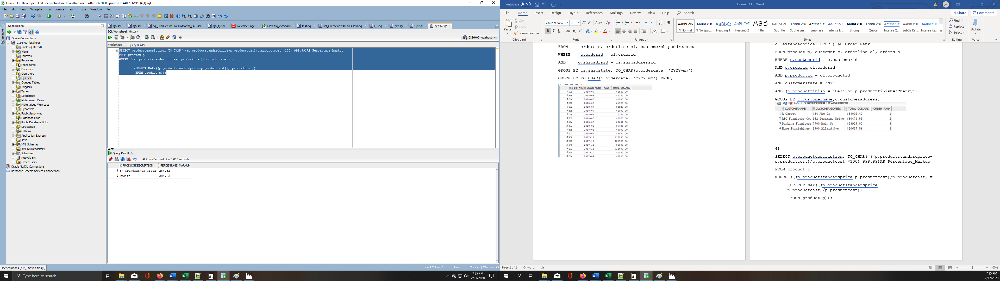 Oracle SQL Developer : C:\Users\richa\OneDrive\Documents\Baruch 2020 Spring\CIS 4400\HW1\Q4(1).sql
File Edit View Navigate Run Source Team Tools Window Help
Connections
Reports
Oracle Connections
CIS4400_localhost
Tables (Filtered)
Views
Indexes
Packages
Procedures
Functions
Operators
Queues
Queues Tables
Triggers
Types
Sequences
Materialized Views
Materialized View Logs
Synonyms
Public Synonyms
Database Links
Public Database Links
Directories
Editions
Application Express
Java
XML Schemas
XML DB Repository
Scheduler
Recycle Bin
Other Users
Oracle NoSQL Connections
Database Schema Service Connections
Q6.sql Q5.sql sql_ProductLineSalesByMonth_LAG.sql Q6(1).sql Welcome Page CIS4400_localhost test.sql sql_CreateViewAllSalesData.sql Q2.sql Q3.sql Q4.sql Q4(1).sql
SQL Worksheet History
CIS4400_localhost
Worksheet Query Builder
SELECT productdescription, TO_CHAR((((p.productstandardprice-p.productcost)/p.productcost)*100),999.99)AS Percentage_Markup
FROM product p
WHERE (((p.productstandardprice-p.productcost)/p.productcost) =
(SELECT MAX(((p.productstandardprice-p.productcost)/p.productcost))
FROM product p));
Query Result
SQL | All Rows Fetched: 2 in 0.003 seconds
PRODUCTDESCRIPTION PERCENTAGE_MARKUP
1 6' Grandfather Clock 284.62
2 Amoire 284.62
Opened nodes (115); Saved files(6)
| Line 1 Column 1 | Insert | Modified | Windows: CF
Type here to search
7:35 PM
2/17/2020
AutoSave Off
Document3 - Word
File Home Insert Design Layout References Mailings Review View Help Search
Share Comments
Paste
Cut
Copy
Format Painter
Clipboard
Courier New 12
Font
Paragraph
AaBbCcDc ¶ Normal
AaBbCcDc ¶ No Spac...
AaBbC( Heading 1
AaBbCcD Heading 2
AaB Title
AaBbCcD Subtitle
AaBbCcDt Subtle Em...
AaBbCcDt Emphasis
AaBbCcDt Intense E...
AaBbCcDc Strong
AaBbCcDt Quote
AaBbCcDt Intense Q...
AABBCCDC Subtle Ref...
AABBCCDC Intense Re...
Styles
Find
Replace
Select
Editing
Dictate
Voice
FROM orders o, orderline ol, customershipaddress cs
WHERE o.orderid = ol.orderid
AND o.shipadrsid = cs.shipaddressid
GROUP BY cs.shipstate, TO_CHAR(o.orderdate, 'YYYY-mm')
ORDER BY TO_CHAR(o.orderdate, 'YYYY-mm') DESC;
SHIPSTATE ORDER_MONTH_YEAR TOTAL_DOLLARS
1 CA 2018-09 $1540.00
2 Me 2018-09 $4750.00
3 CA 2018-08 $1800.00
4 NM 2018-08 $1320.00
5 CA 2018-07 $2520.00
6 NM 2018-07 $1000.00
7 OH 2018-06 $254.00
8 TX 2018-06 $2160.00
9 VA 2018-06 $3631.00
10 AL 2018-02 $9736.00
11 NM 2018-01 $8000.00
12 TX 2018-01 $5000.00
13 KS 2017-12 $17150.00
14 NM 2017-12 $20765.00
15 CO 2017-11 $1000.00
16 TX 2017-11 $12680.00
17 NM 2017-10 $1152.00
18 CA 2017-09 $5280.00
ol.extendedprice) DESC ) AS Order_Rank
FROM product p, customer c, orderline ol, orders o
WHERE c.customerid = o.customerid
AND o.orderid=ol.orderid
AND p.productid = ol.productid
AND customerstate = 'NY'
AND (p.productfinish = 'Oak' or p.productfinish='Cherry')
GROUP BY c.customername,c.customeraddress;
SQL | All Rows Fetched: 4 in 0.008 seconds
CUSTOMERNAME CUSTOMERADDRESS TOTAL_DOLLARS ORDER_RANK
1 A Carpet 434 Abe Dr $38002.40 1
2 ABC Furniture Co. 152 Geramino Drive $30474.59 2
3 Dunkins Furniture 7700 Main St $23929.00 3
4 Home Furnishings 1900 Allard Ave $20637.56 4
4)
SELECT p.productdescription, TO_CHAR((((p.productstandardprice-
p.productcost)/p.productcost)*100),999.99)AS Percentage_Markup
FROM product p
WHERE (((p.productstandardprice-p.productcost)/p.productcost) =
(SELECT MAX(((p.productstandardprice-
p.productcost)/p.productcost))
FROM product p));
Page 2 of 2 104 words
100%
7:35 PM
2/17/2020